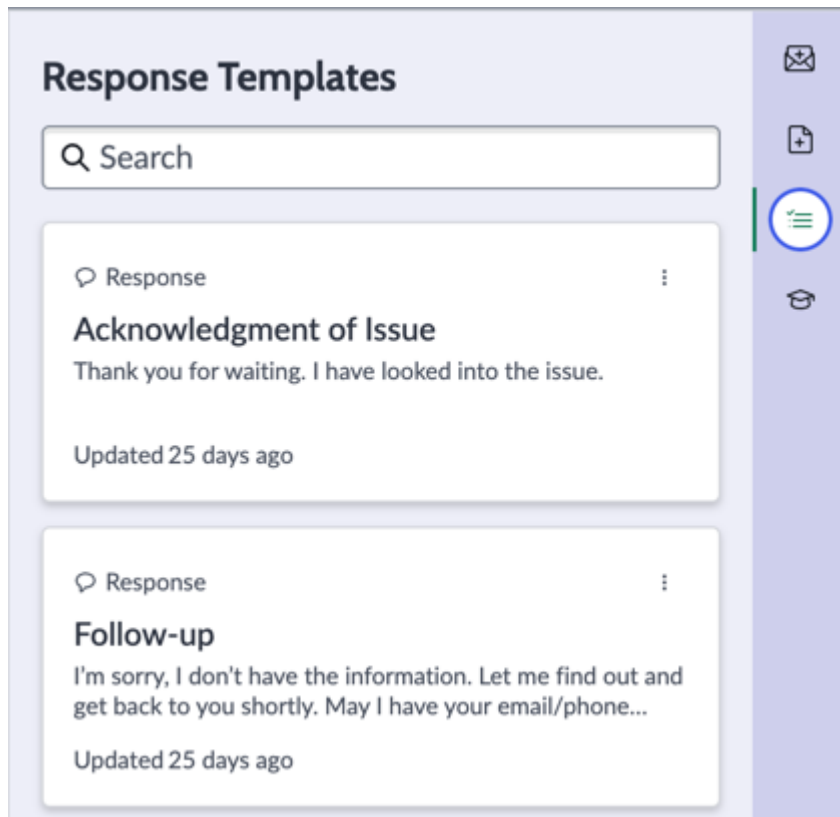 Response Templates
Search
Response
Acknowledgment of Issue
Thank you for waiting. I have looked into the issue.
Updated 25 days ago
Response
Follow-up
I'm sorry, I don't have the information. Let me find out and
get back to you shortly. May I have your email/phone...
Updated 25 days ago